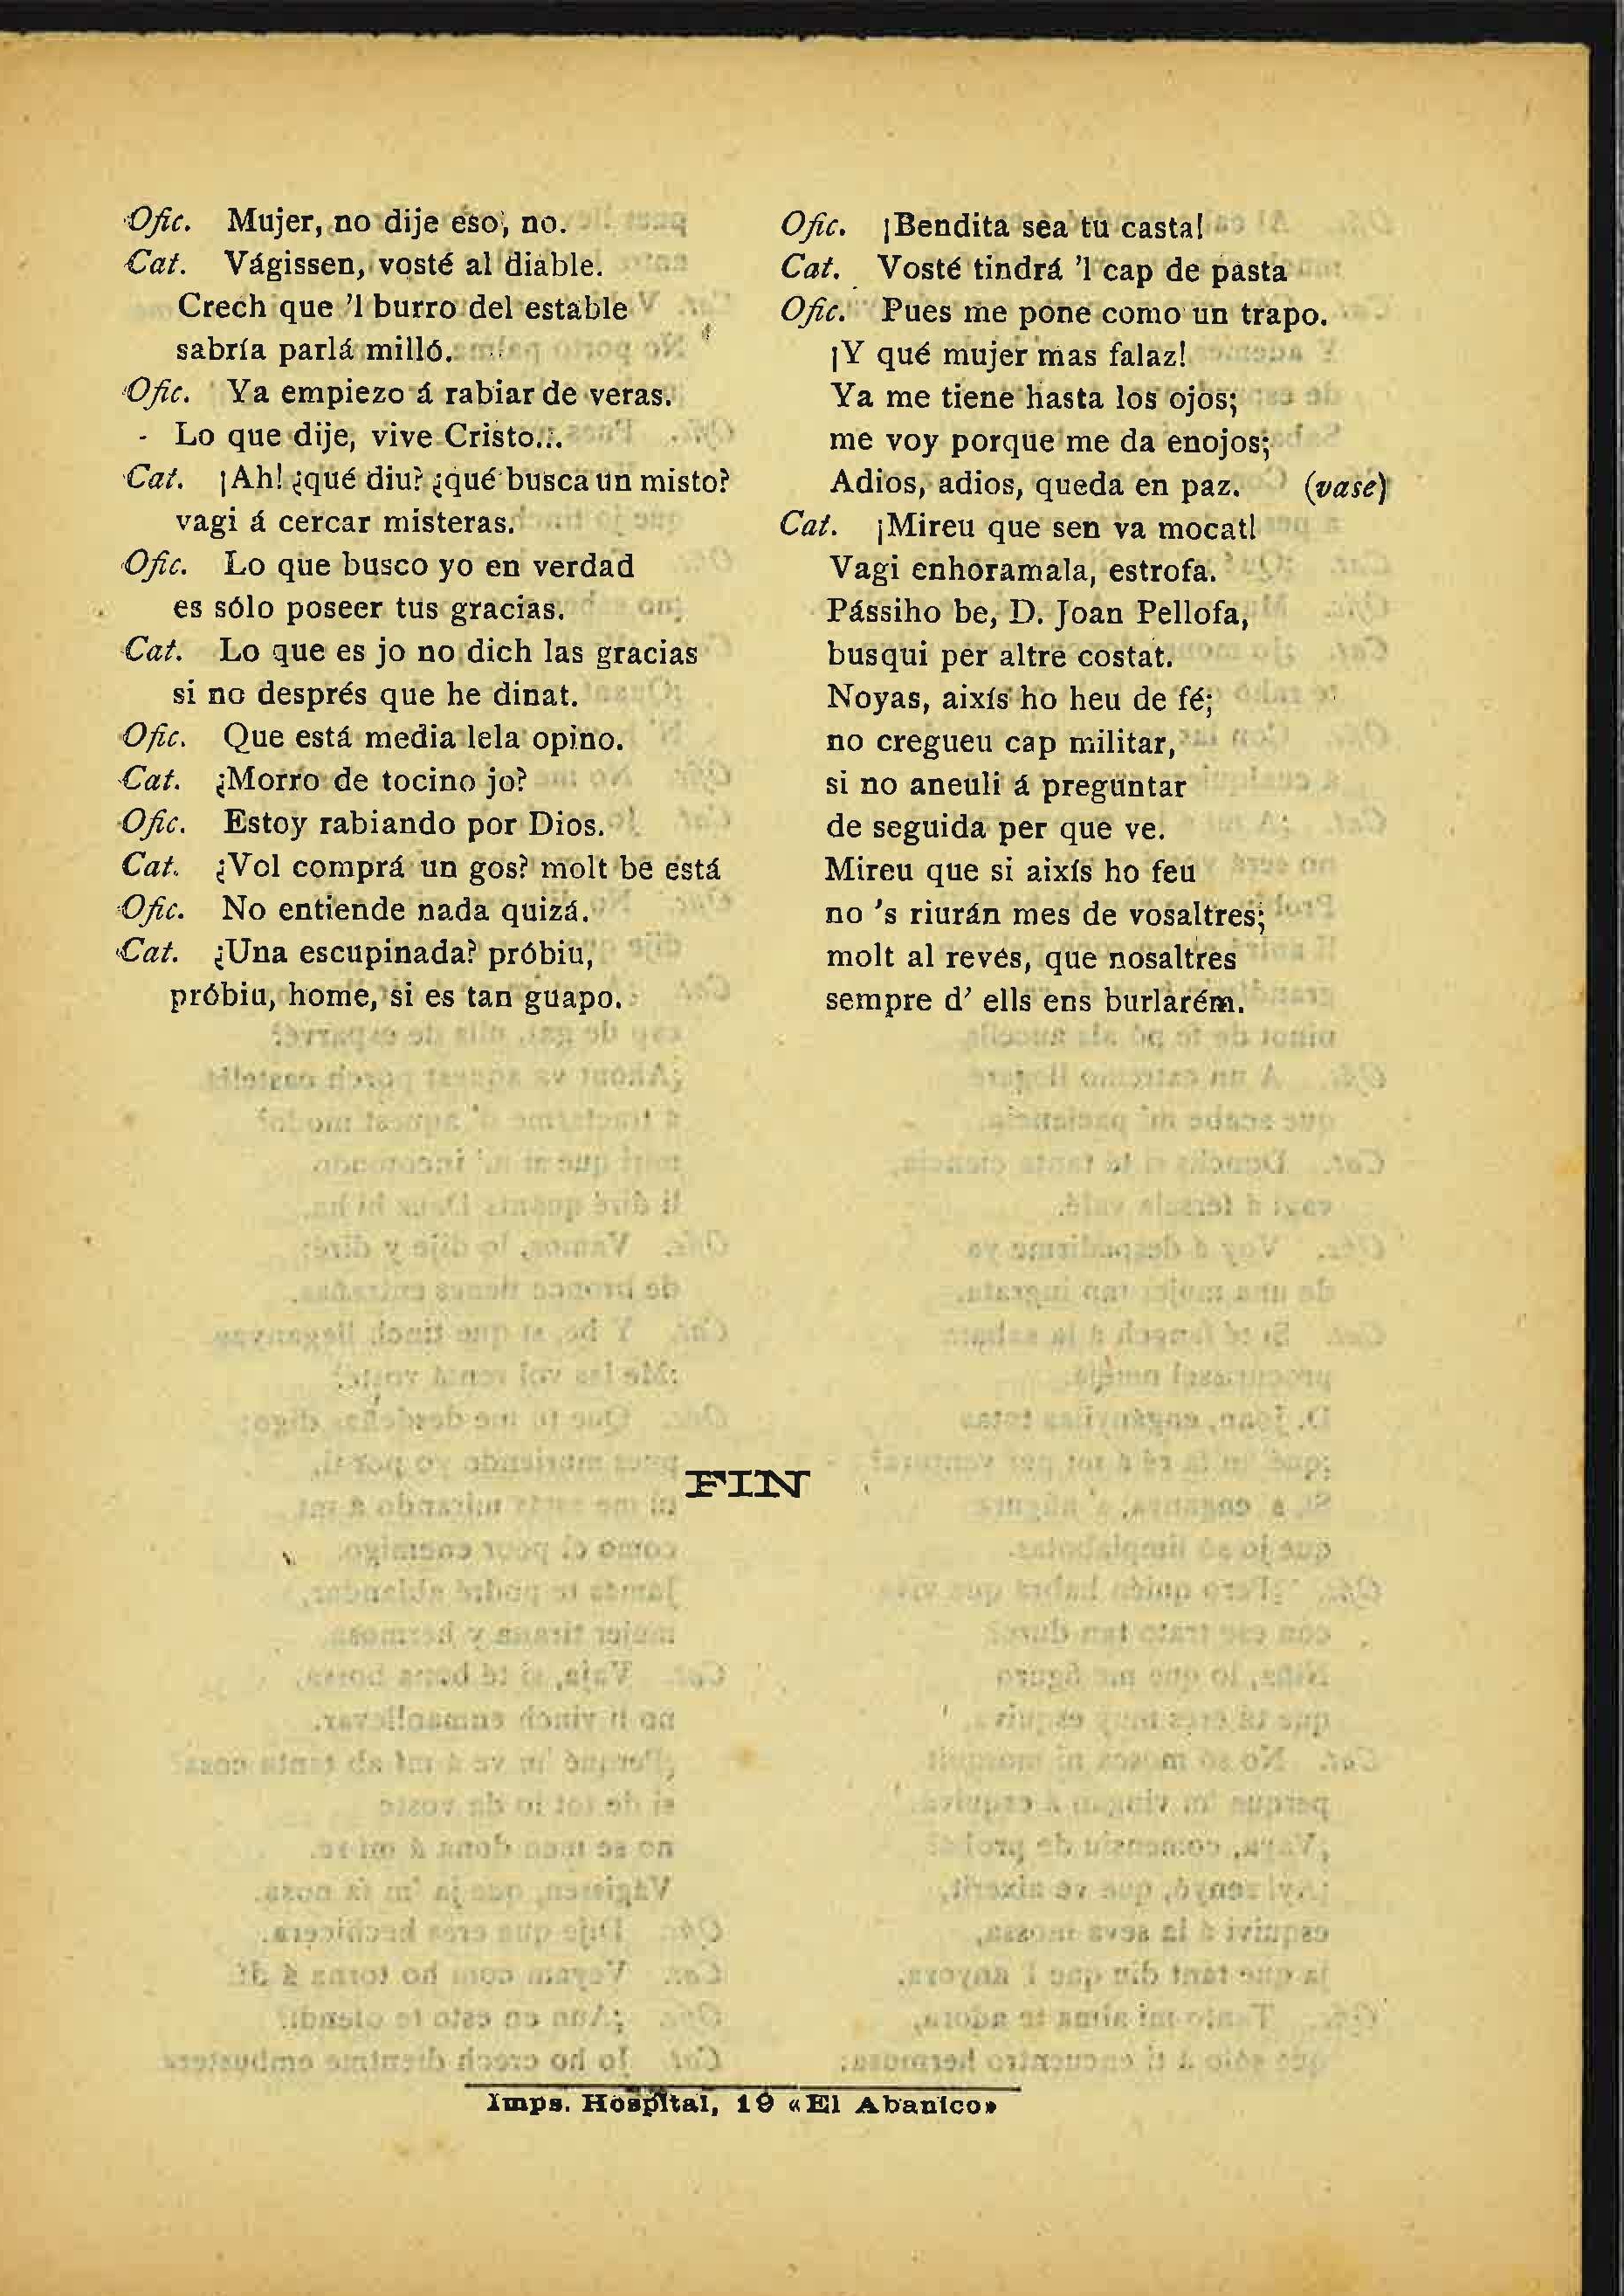 Ofic. Mujer, no dije eso, no.
Cat. Vágissen, vosté al diable.
Crech que 'l burro del estable
sabría parlá milló.
Ofic. Ya empiezo á rabiar de veras.
- Lo que dije, vive Cristo...
Cat. ¡Ah! ¿qué diu? ¿qué busca un misto?
vagi á cercar misteras.
Ofic. Lo que busco yo en verdad
es sólo poseer tus gracias.
Cat. Lo que es jo no dich las gracias
si no després que he dinat.
Ofic. Que está media lela opino.
Cat. ¿Morro de tocino jo?
Ofic. Estoy rabiando por Dios.
Cat. ¿Vol comprá un gos? molt be está
Ofic. No entiende nada quizá.
Cat. ¿Una escupinada? próbiu,
próbiu, home, si es tan guapo.
Ofic. ¡Bendita sea tu casta!
Cat. Vosté tindrá 'l cap de pasta
Ofic. Pues me pone como un trapo.
¡Y qué mujer mas falaz!
Ya me tiene hasta los ojos;
me voy porque me da enojos;
Adios, adios, queda en paz. (vase)
Cat. ¡Mireu que sen va mocat!
Vagi enhoramala, estrofa.
Pássiho be, D. Joan Pellofa,
busqui per altre costat.
Noyas, aixís ho heu de fé;
no cregueu cap militar,
si no aneuli á preguntar
de seguida per que ve.
Mireu que si aixís ho feu
no 's riurán mes de vosaltres;
molt al revés, que nosaltres
sempre d' ells ens burlarém.
FIN
Imps. Hospital, 19 «El Abanico»